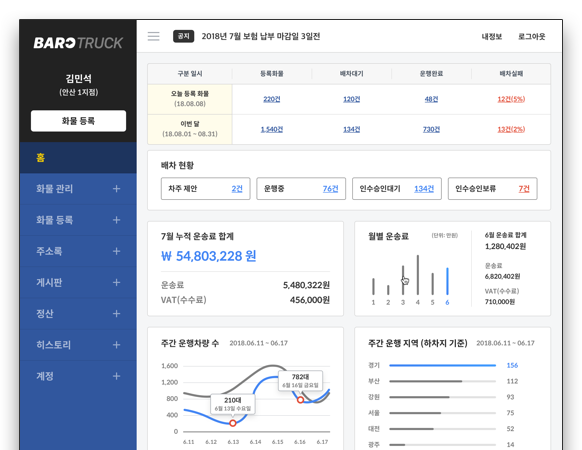 BAROTRUCK
김민석
(안산 1지점)
화물 등록
홈
화물 관리
화물 등록
주소록
게시판
정산
히스토리
계정
공지 2018년 7월 보험 납부 마감일 3일전
내정보 로그아웃
구분 일시 등록화물 배차대기 운행완료 배차실패
오늘 등록 화물
(18.08.08)
220건 120건 48건 12건(5%)
이번 달
(18.08.01 ~ 08.31)
1,540건 134건 730건 13건(2%)
배차 현황
차주 제안 2건 운행중 76건 인수승인대기 134건 인수승인보류 7건
7월 누적 운송료 합계
₩ 54,803,228 원
운송료 5,480,322원
VAT(수수료) 456,000원
월별 운송료 (단위: 만원)
1 2 3 4 5 6
6월 운송료 합계
1,280,402원
운송료
6,820,402원
VAT(수수료)
710,000원
주간 운행차량 수 2018.06.11 ~ 06.17
1,600
1,200
800
400
0
782대
6월 16일 금요일
210대
6월 13일 수요일
6.11 6.12 6.13 6.14 6.15 6.16 6.17
주간 운행 지역 (하차지 기준) 2018.06.11 ~ 06.17
경기 156
부산 112
강원 93
서울 75
대전 52
광주 14